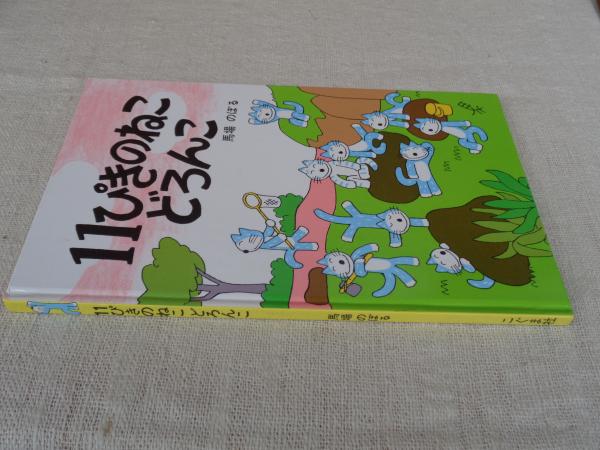 11ぴきのねこ
どろんこ
馬場 のぼる
11ぴきのねこ どろんこ
馬場 のぼる
こぐま社